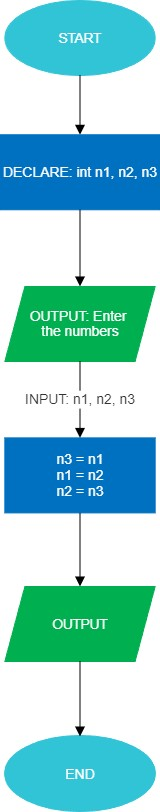 START
DECLARE: int n1, n2, n3
OUTPUT: Enter
the numbers
INPUT: n1, n2, n3
n3 = n1
n1 = n2
n2 = n3
OUTPUT
END